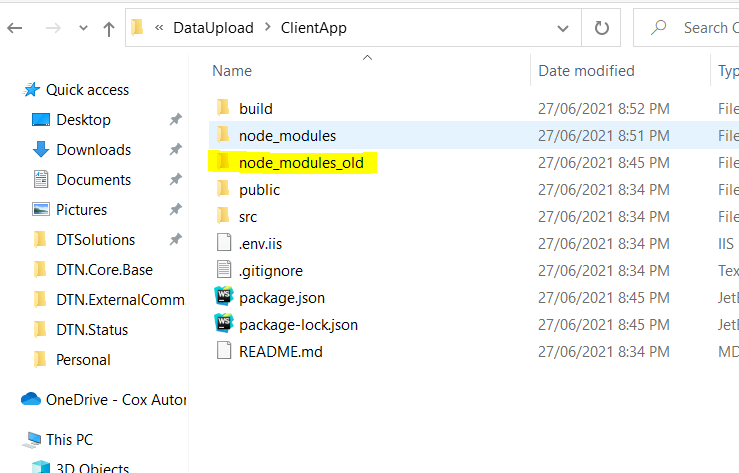 « DataUpload > ClientApp
Search C
Name
Date modified
Typ
Quick access
Desktop
Downloads
Documents
Pictures
DTSolutions
DTN.Core.Base
DTN.ExternalComm
DTN.Status
Personal
OneDrive - Cox Autor
This PC
3D Objects
build 27/06/2021 8:52 PM File
node_modules 27/06/2021 8:51 PM File
node_modules_old 27/06/2021 8:45 PM File
public 27/06/2021 8:34 PM File
src 27/06/2021 8:34 PM File
.env.iis 27/06/2021 8:34 PM IIS
.gitignore 27/06/2021 8:34 PM Tex
package.json 27/06/2021 8:45 PM Jet
package-lock.json 27/06/2021 8:45 PM Jet
README.md 27/06/2021 8:34 PM MD